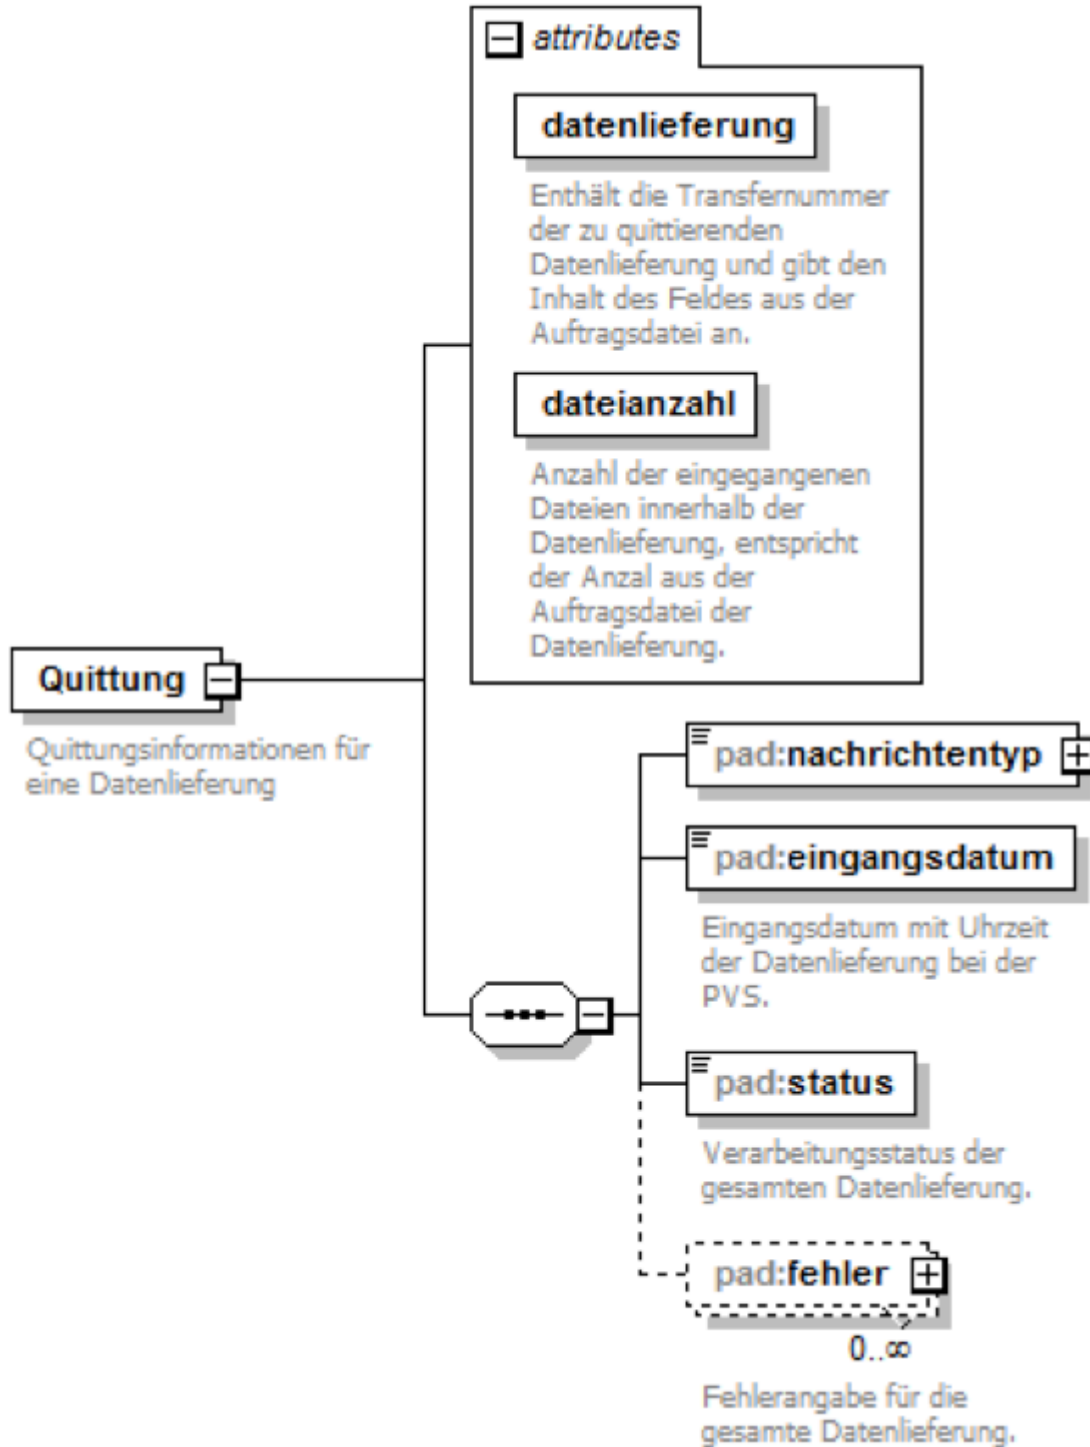 attributes
datenlieferung
Enthält die Transfernummer
der zu quittierenden
Datenlieferung und gibt den
Inhalt des Feldes aus der
Auftragsdatei an.
dateianzahl
Anzahl der eingegangenen
Dateien innerhalb der
Datenlieferung, entspricht
der Anzal aus der
Auftragsdatei der
Datenlieferung.
Quittung
Quittungsinformationen für
eine Datenlieferung
pad:nachrichtentyp
pad:eingangsdatum
Eingangsdatum mit Uhrzeit
der Datenlieferung bei der
PVS.
pad:status
Verarbeitungsstatus der
gesamten Datenlieferung.
pad:fehler
0..∞
Fehlerangabe für die
gesamte Datenlieferung.